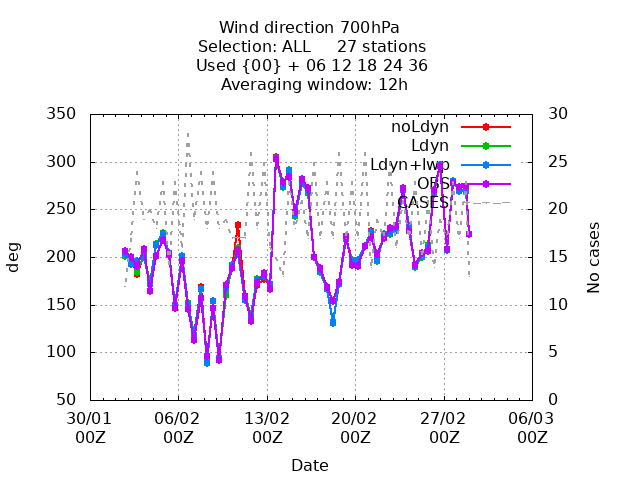 Wind direction 700hPa
Selection: ALL     27 stations
Used {00} + 06 12 18 24 36
Averaging window: 12h
350
300
250
200
150
100
50
deg
30
25
20
15
10
5
0
No cases
noLdyn
Ldyn
Ldyn+lwp
OBS
CASES
30/01 06/02 13/02 20/02 27/02 06/03
00Z 00Z 00Z 00Z 00Z 00Z
Date